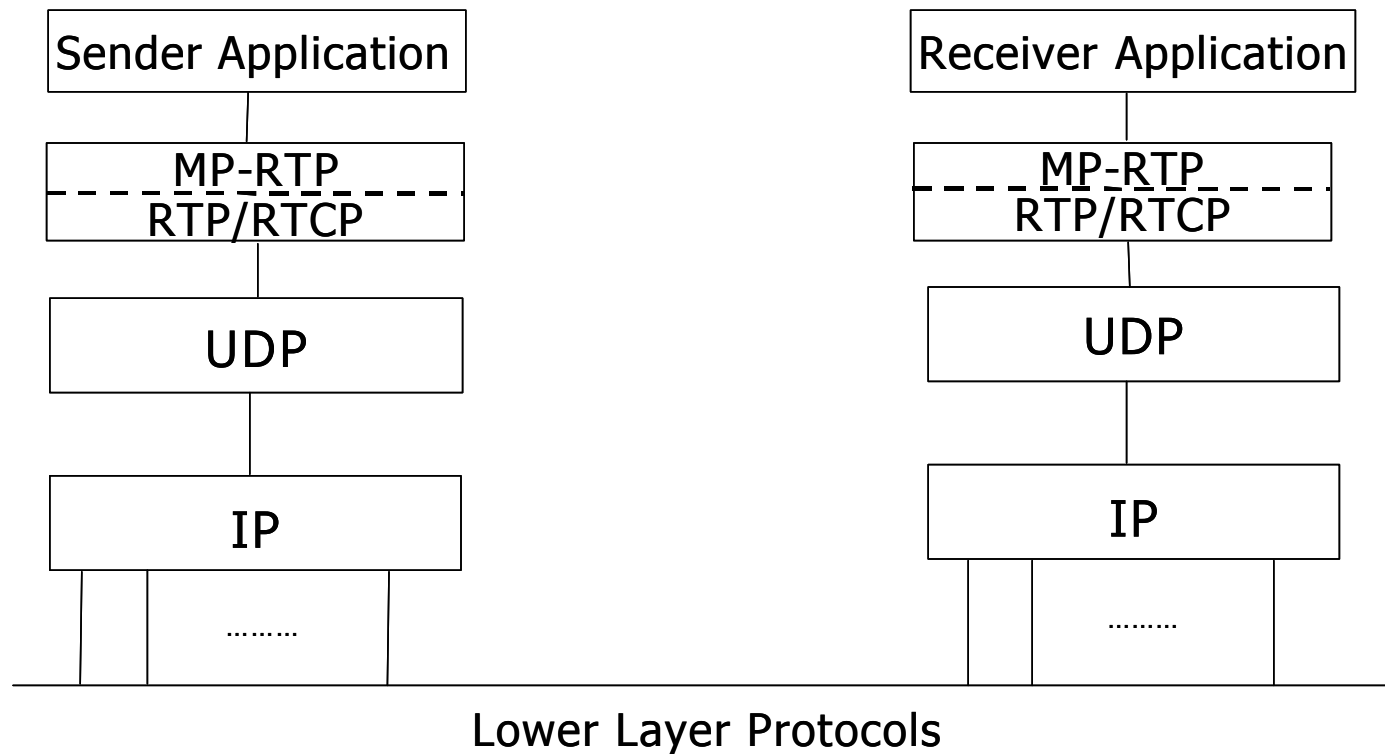 Sender Application
MP-RTP
RTP/RTCP
UDP
IP
.........
Receiver Application
MP-RTP
RTP/RTCP
UDP
IP
.........
Lower Layer Protocols